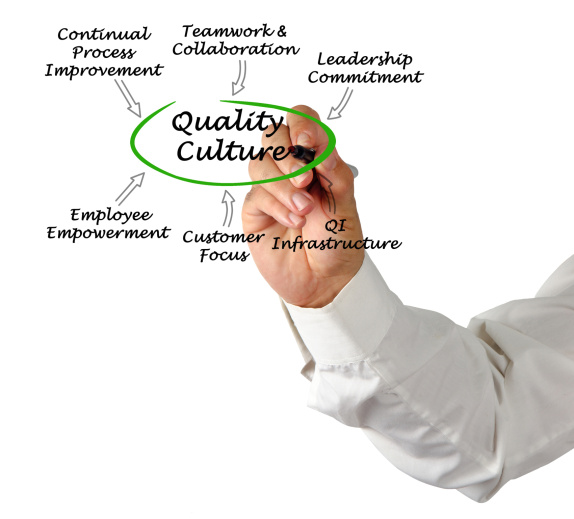 Continual
Process
Improvement
Teamwork &
Collaboration
Leadership
Commitment
Quality
Culture
Employee
Empowerment
Customer
Focus
QI
Infrastructure